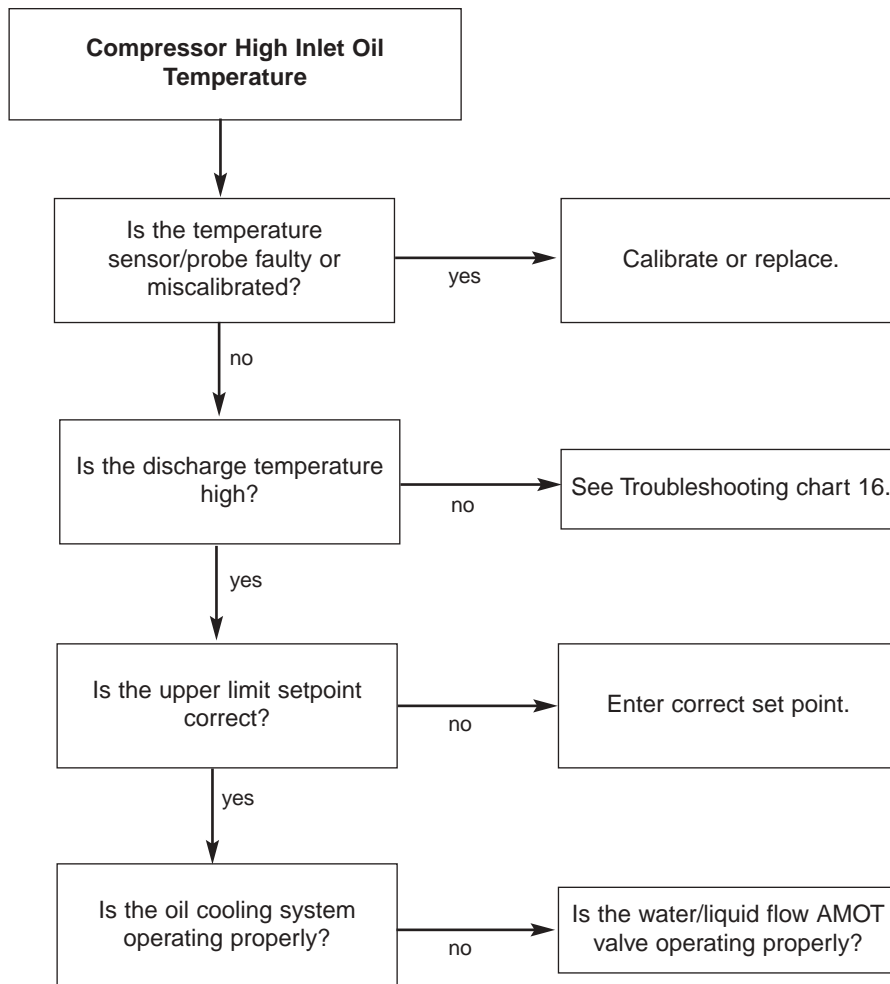 Compressor High Inlet Oil
Temperature
Is the temperature
sensor/probe faulty or
miscalibrated?
yes
Calibrate or replace.
no
Is the discharge temperature
high?
no
See Troubleshooting chart 16.
yes
Is the upper limit setpoint
correct?
no
Enter correct set point.
yes
Is the oil cooling system
operating properly?
no
Is the water/liquid flow AMOT
valve operating properly?